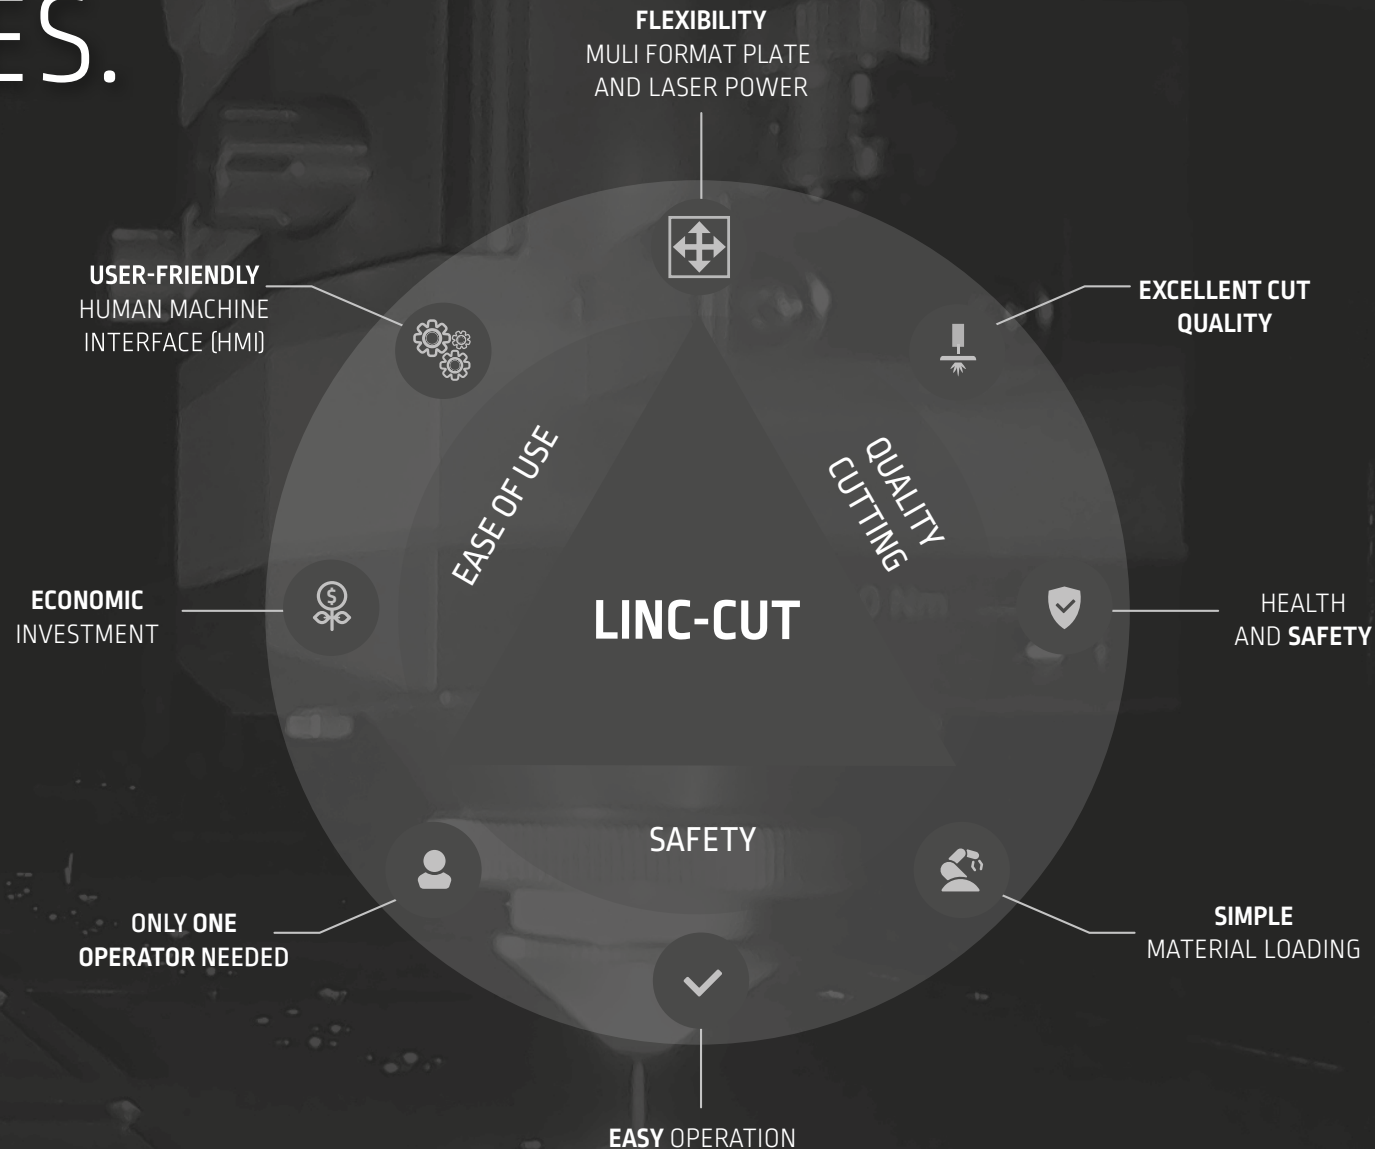 ES.
FLEXIBILITY
MULI FORMAT PLATE
AND LASER POWER
USER-FRIENDLY
HUMAN MACHINE
INTERFACE (HMI)
EXCELLENT CUT
QUALITY
EASE OF USE
QUALITY
CUTTING
ECONOMIC
INVESTMENT
LINC-CUT
9 Nm
HEALTH
AND SAFETY
SAFETY
ONLY ONE
OPERATOR NEEDED
SIMPLE
MATERIAL LOADING
EASY OPERATION